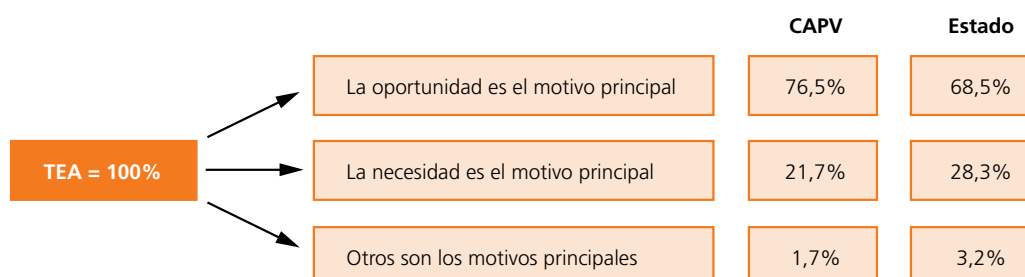 CAPV Estado
La oportunidad es el motivo principal 76,5% 68,5%
TEA = 100% La necesidad es el motivo principal 21,7% 28,3%
Otros son los motivos principales 1,7% 3,2%